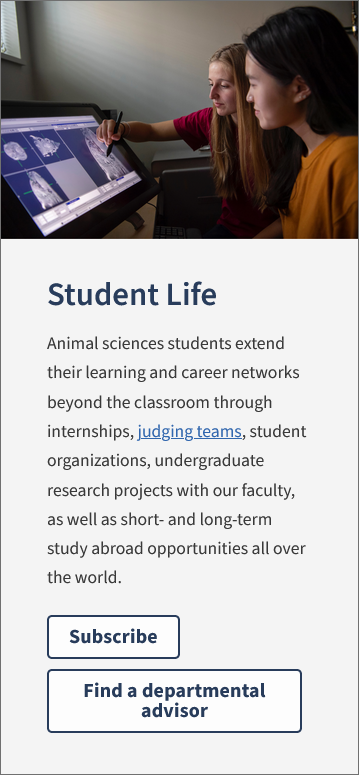 Student Life
Animal sciences students extend
their learning and career networks
beyond the classroom through
internships, judging teams, student
organizations, undergraduate
research projects with our faculty,
as well as short- and long-term
study abroad opportunities all over
the world.
Subscribe
Find a departmental
advisor